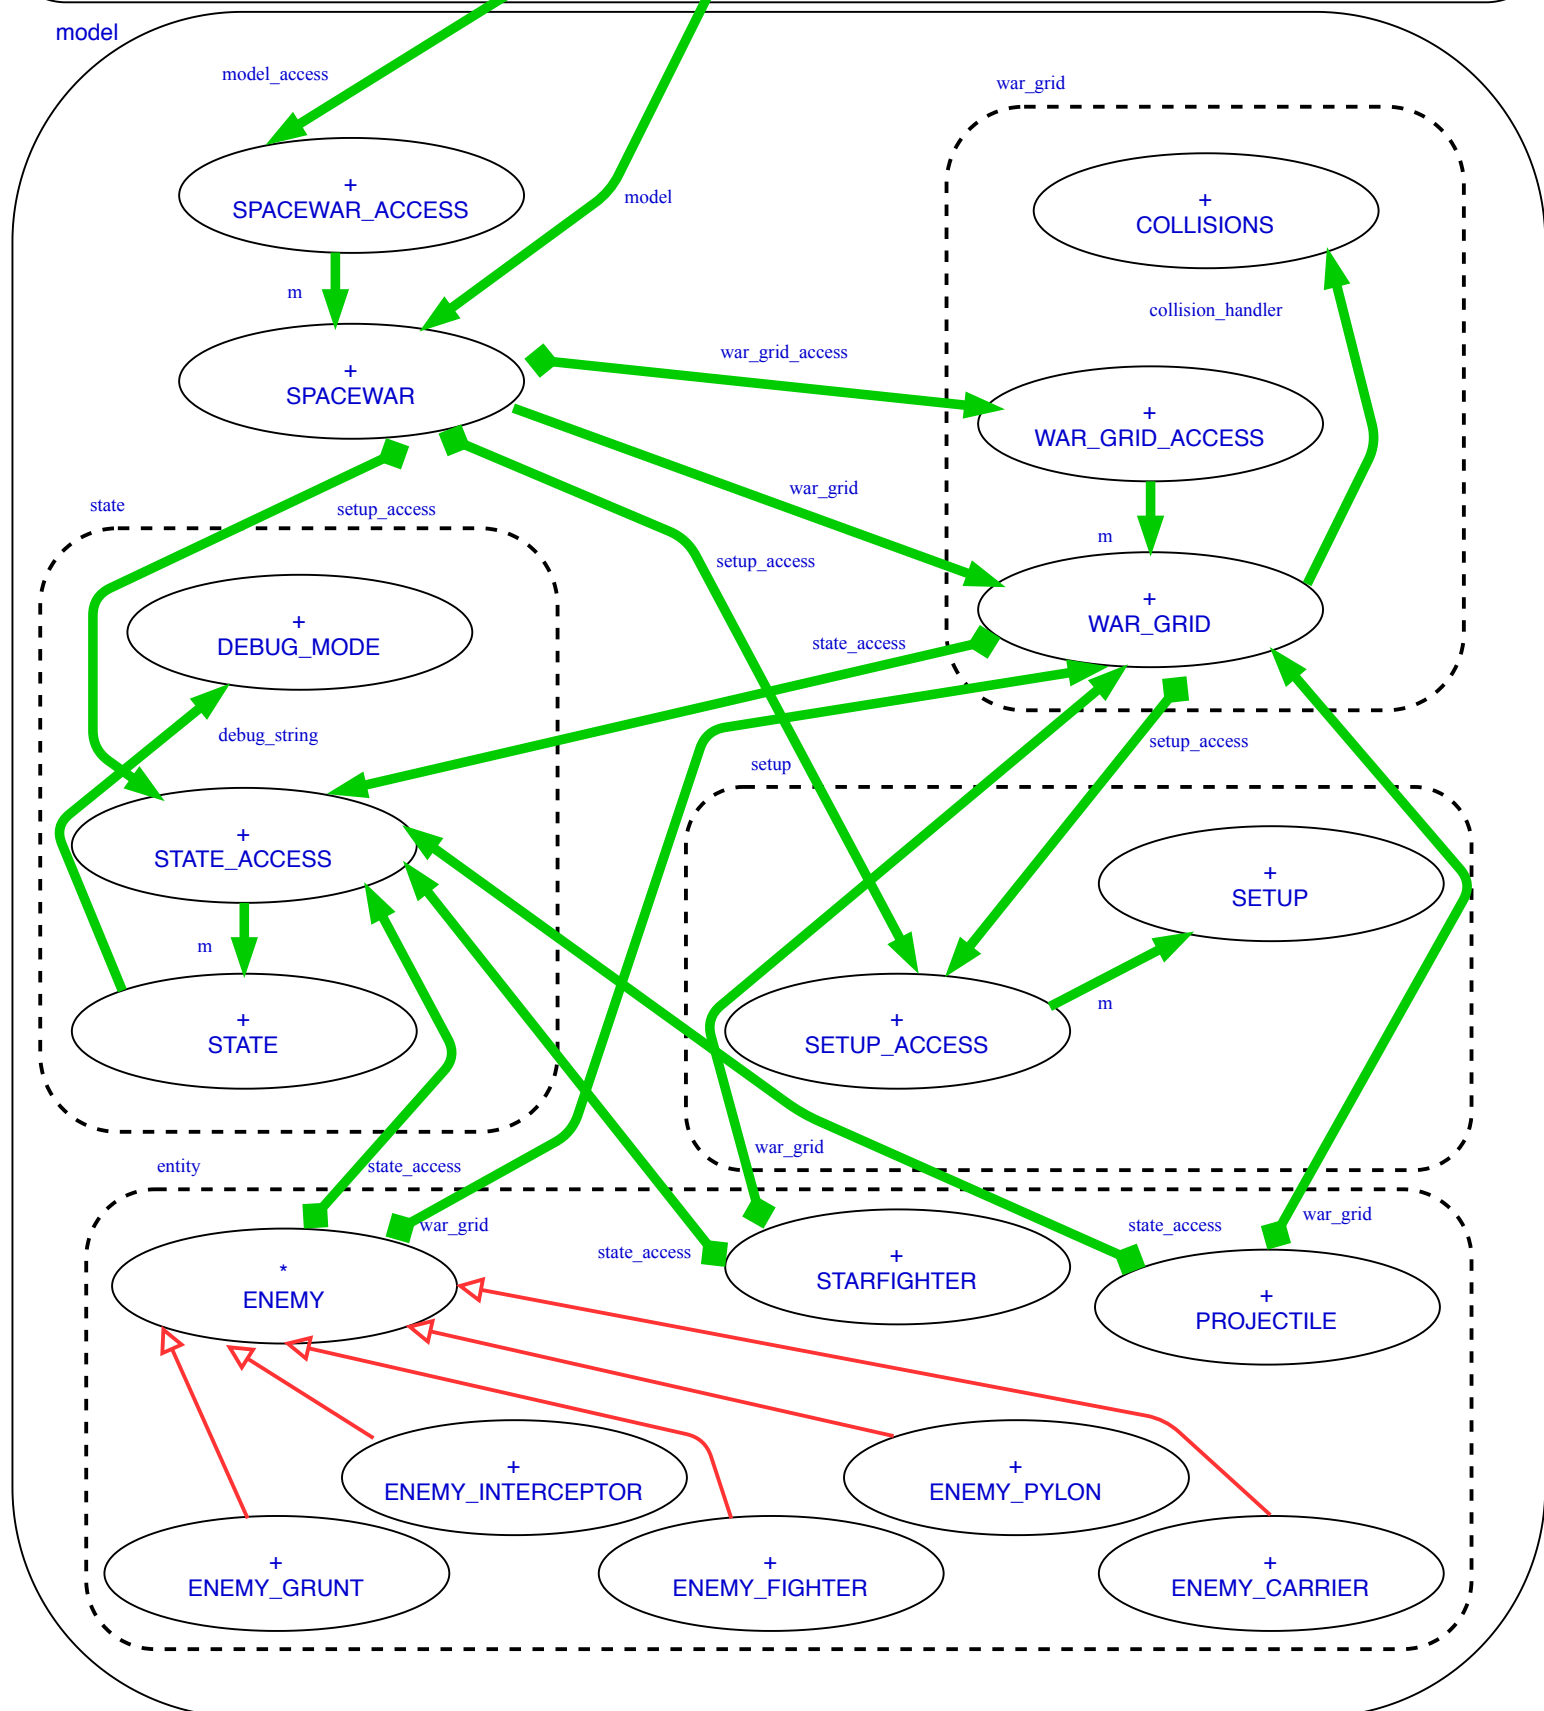 model
model_access
war_grid
+
SPACEWAR_ACCESS
model
+
COLLISIONS
m
collision_handler
+
SPACEWAR
war_grid_access
+
WAR_GRID_ACCESS
state
setup_access
war_grid
m
setup_access
+
DEBUG_MODE
+
WAR_GRID
state_access
debug_string
setup_access
setup
+
STATE_ACCESS
+
SETUP
m
m
+
STATE
+
SETUP_ACCESS
entity
state_access
war_grid
war_grid
state_access
state_access
war_grid
*
ENEMY
+
STARFIGHTER
+
PROJECTILE
+
ENEMY_INTERCEPTOR
+
ENEMY_PYLON
+
ENEMY_GRUNT
+
ENEMY_FIGHTER
+
ENEMY_CARRIER